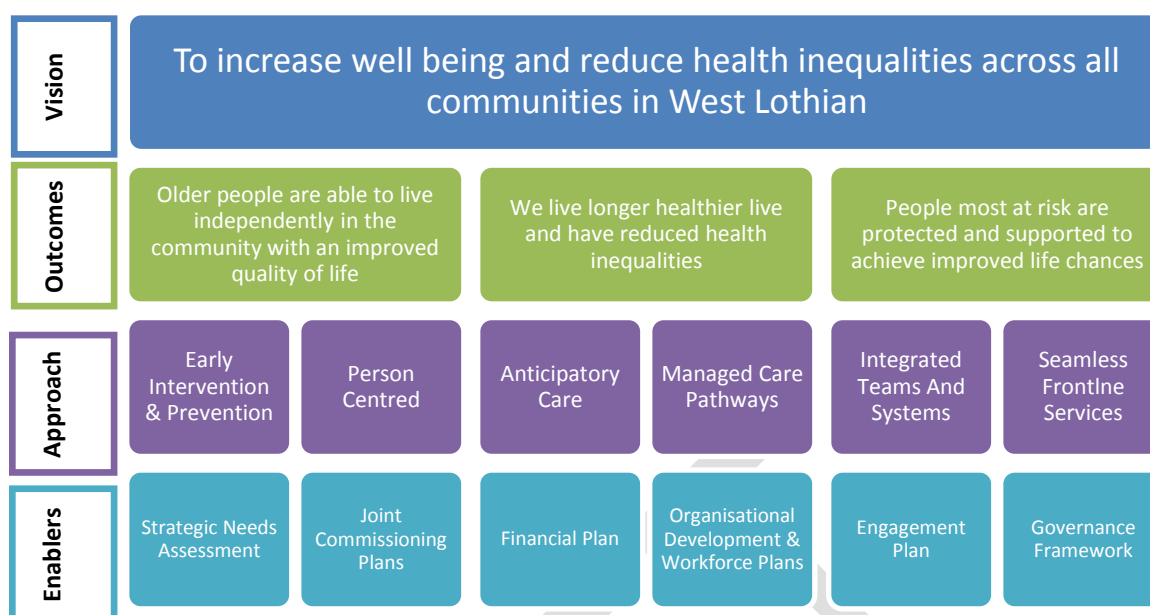 Vision
To increase well being and reduce health inequalities across all
communities in West Lothian
Outcomes
Older people are able to live
independently in the
community with an improved
quality of life
We live longer healthier live
and have reduced health
inequalities
People most at risk are
protected and supported to
achieve improved life chances
Approach
Early
Intervention
& Prevention
Person
Centred
Anticipatory
Care
Managed Care
Pathways
Integrated
Teams And
Systems
Seamless
Frontlne
Services
Enablers
Strategic Needs
Assessment
Joint
Commissioning
Plans
Financial Plan
Organisational
Development &
Workforce Plans
Engagement
Plan
Governance
Framework